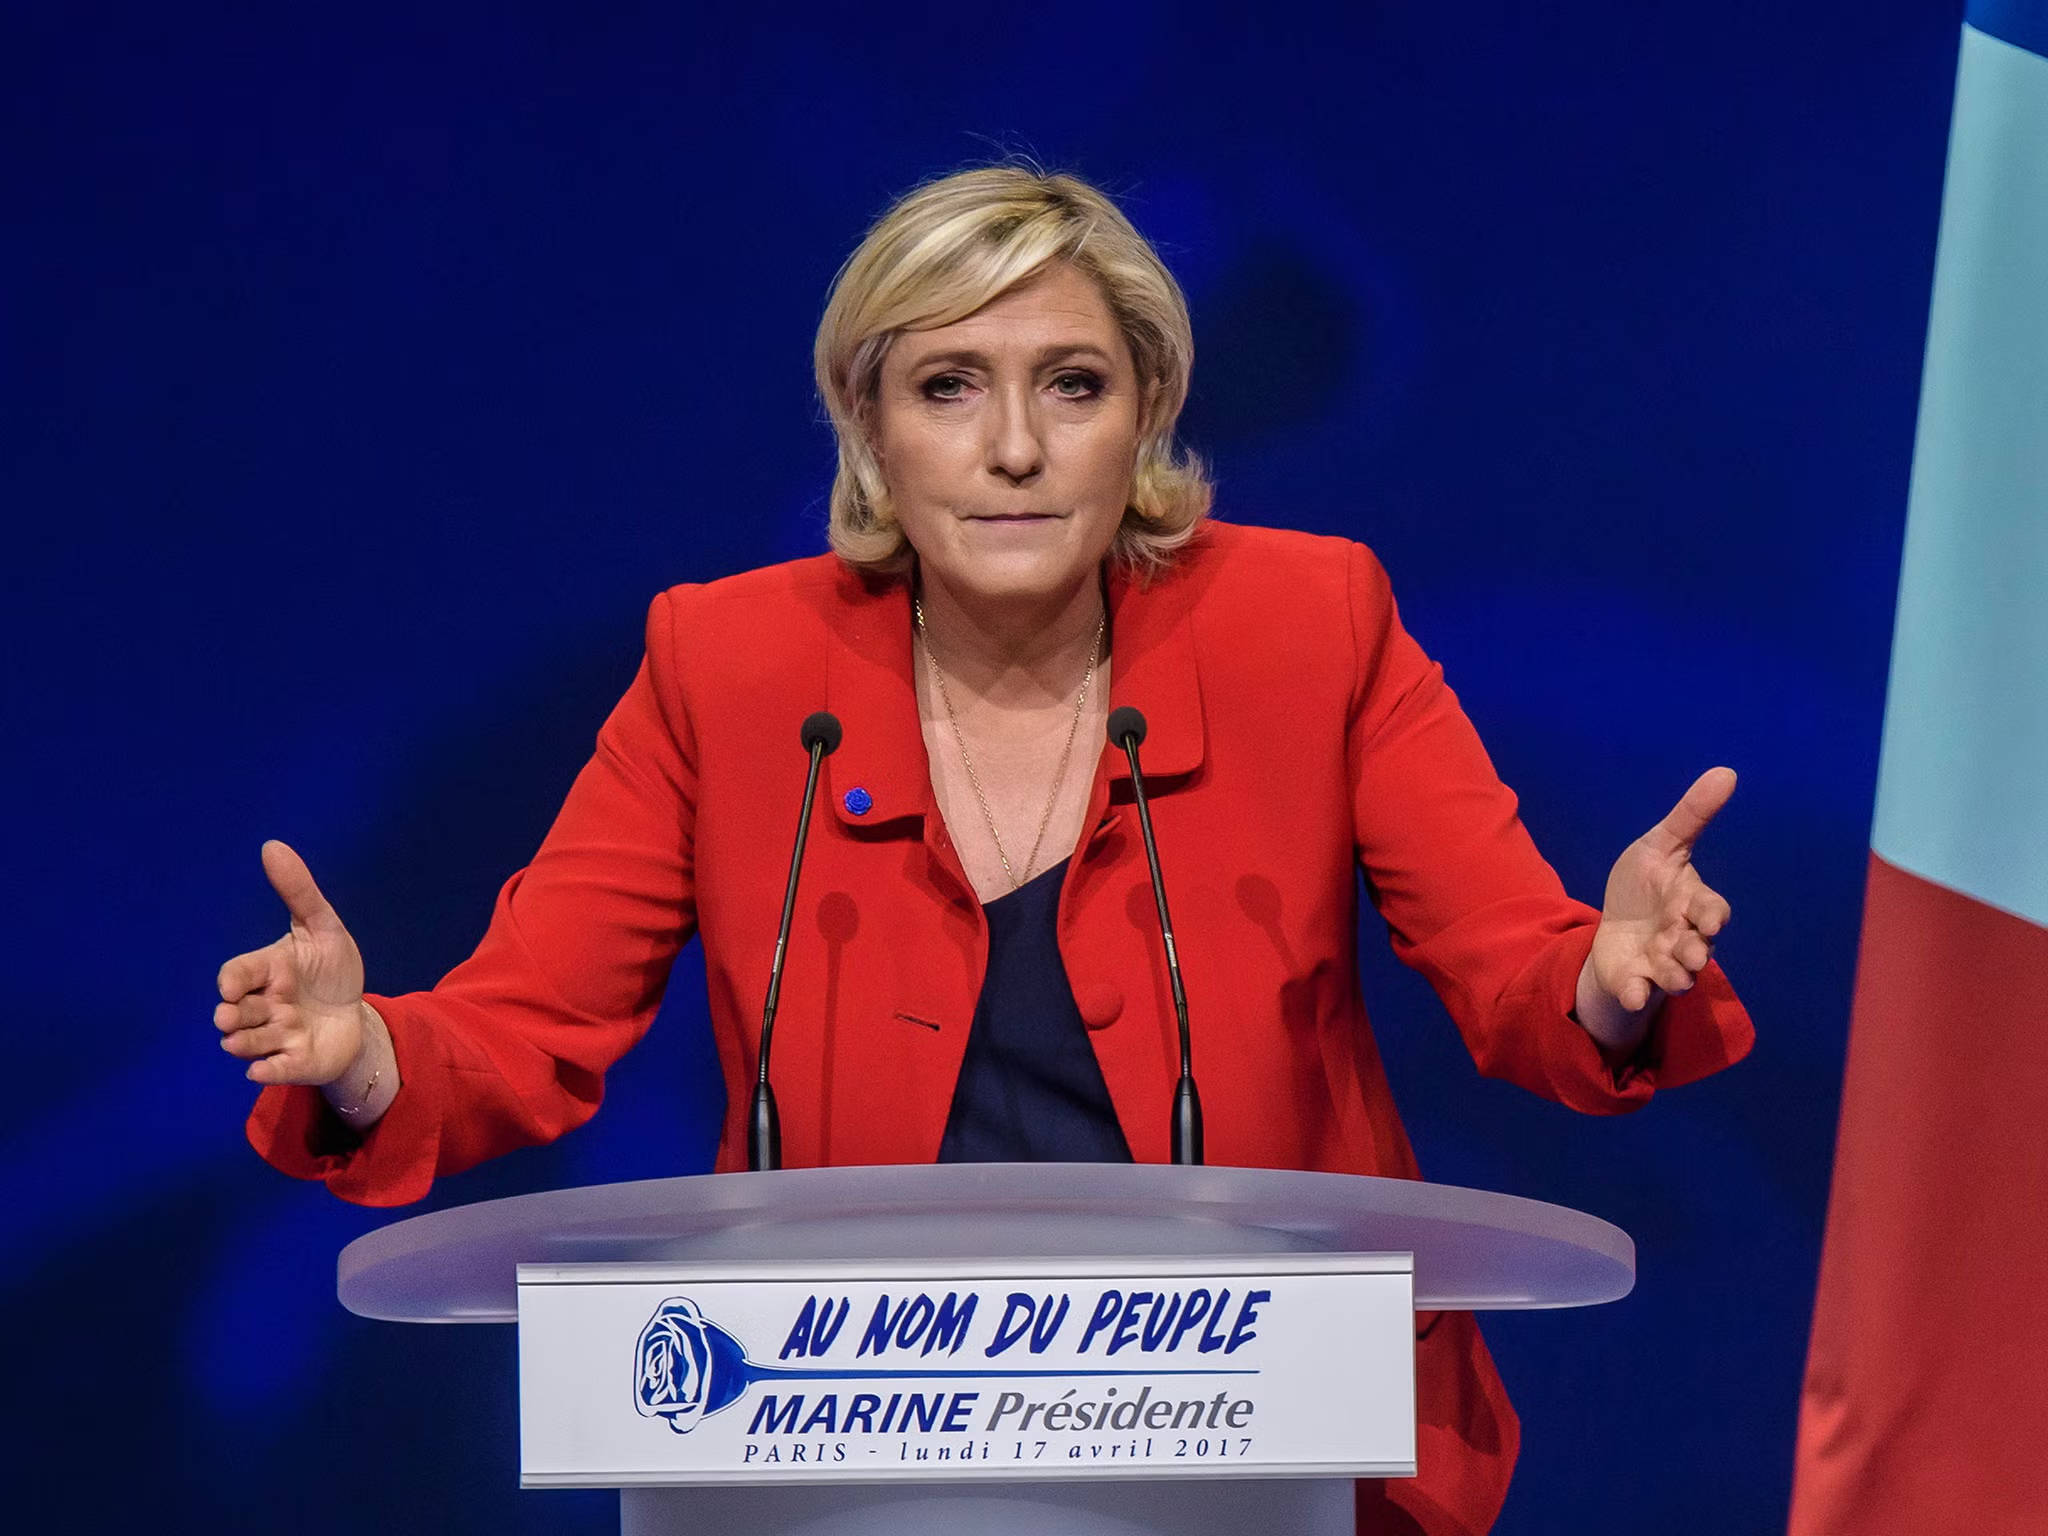 AU NOM DU PEUPLE
MARINE Présidente
PARIS - lundi 17 avril 2017